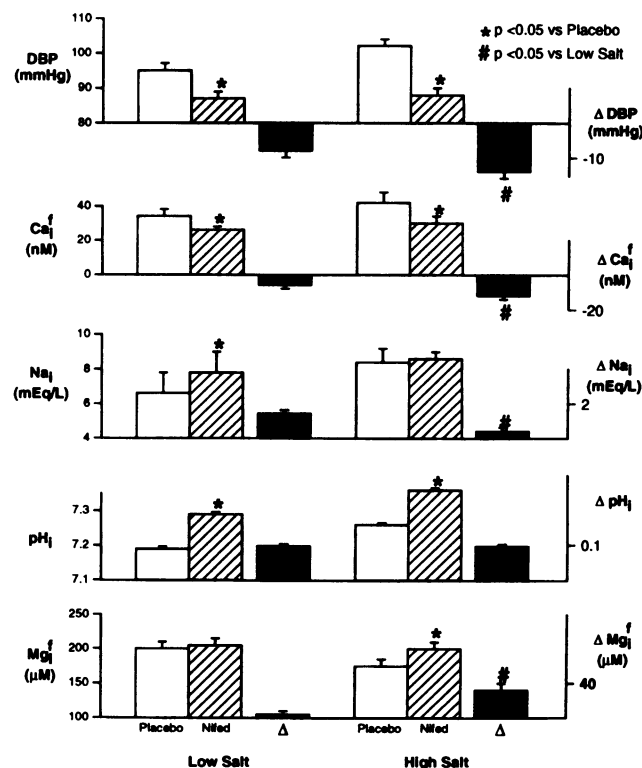 * p <0.05 vs Placebo
# p <0.05 vs Low Salt
110
100
90
80
DBP
(mmHg)
*
*
#
Δ DBP
(mmHg)
-10
40
20
0
Ca_i^f
(nM)
*
*
#
Δ Ca_i^f
(nM)
-20
10
8
6
4
Na_i
(mEq/L)
*
#
Δ Na_i
(mEq/L)
2
7.3
7.2
7.1
pH_i
*
*
Δ pH_i
0.1
250
200
150
100
Mg_i^f
(μM)
*
#
Δ Mg_i^f
(μM)
40
Placebo Nifed Δ Placebo Nifed Δ
Low Salt High Salt